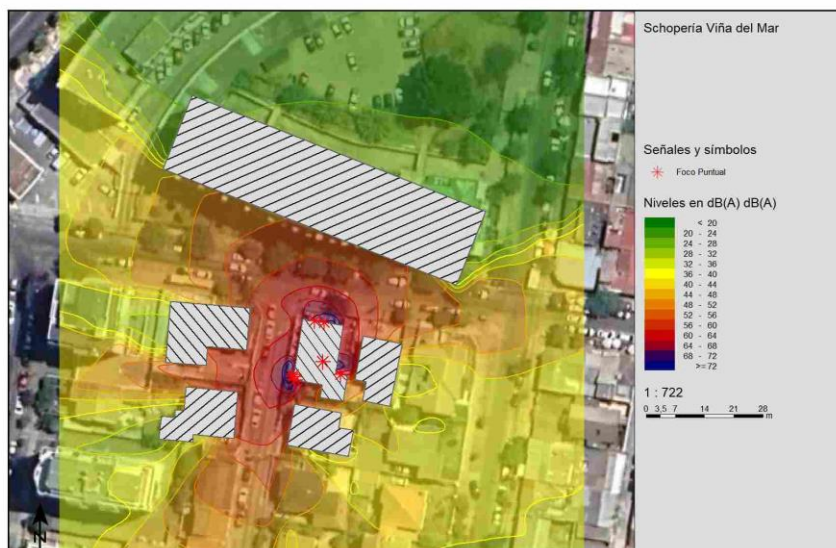 Schopería Viña del Mar
Señales y símbolos
Foco Puntual
Niveles en dB(A) dB(A)
< 20
20 - 24
24 - 28
28 - 32
32 - 36
36 - 40
40 - 44
44 - 48
48 - 52
52 - 56
56 - 60
60 - 64
64 - 68
68 - 72
>=72
1 : 722
0 3,5 7 14 21 28
m
N